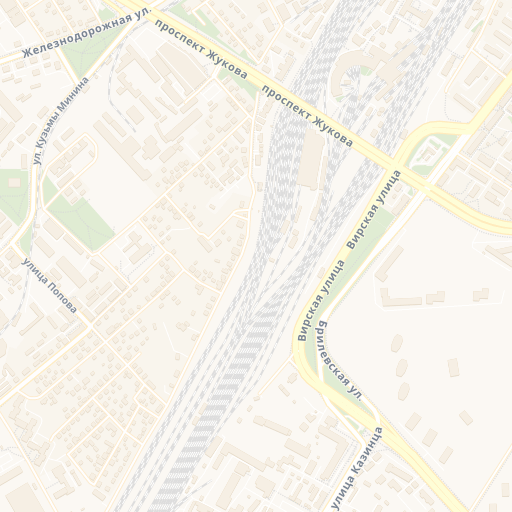 Железнодорожная ул.
проспект Жукова
проспект Жукова
ул. Кузьмы Минина
Вирская улица
Вирская улица
улица Попова
Брилевская ул.
улица Казинца